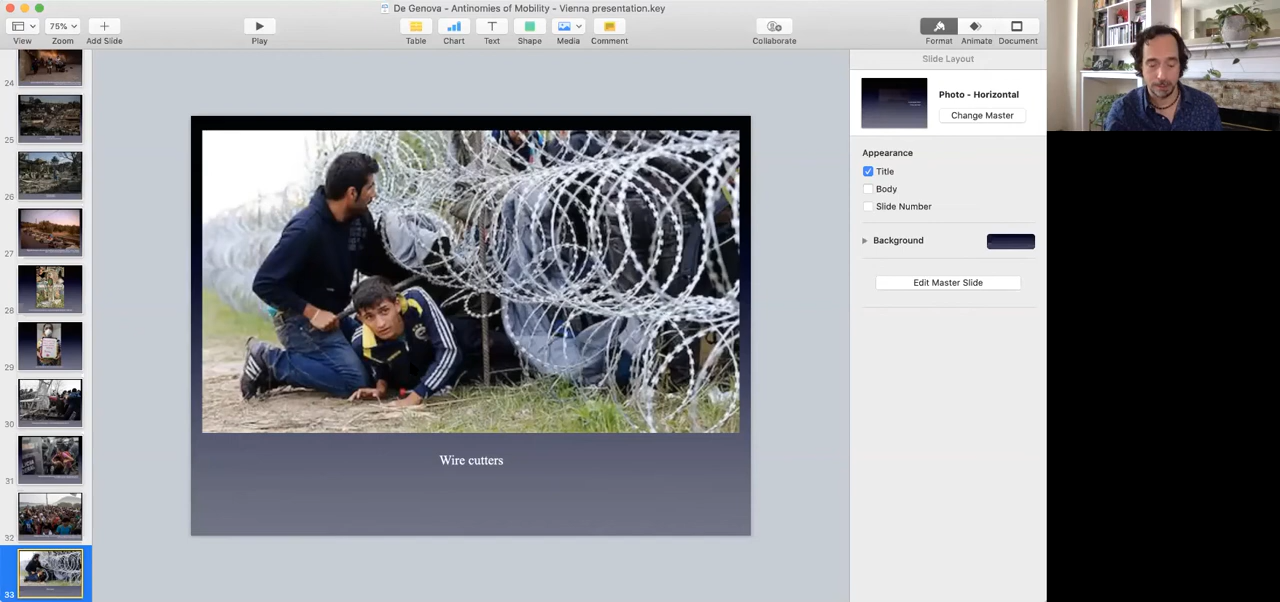 De Genova - Antinomies of Mobility - Vienna presentation.key
75%
View
Zoom
Add Slide
Play
Table
Chart
Text
Shape
Media
Comment
Collaborate
Format
Animate
Document
Slide Layout
Photo - Horizontal
Change Master
Appearance
Title
Body
Slide Number
Background
Edit Master Slide
24
25
26
27
28
29
30
31
32
33
Wire cutters